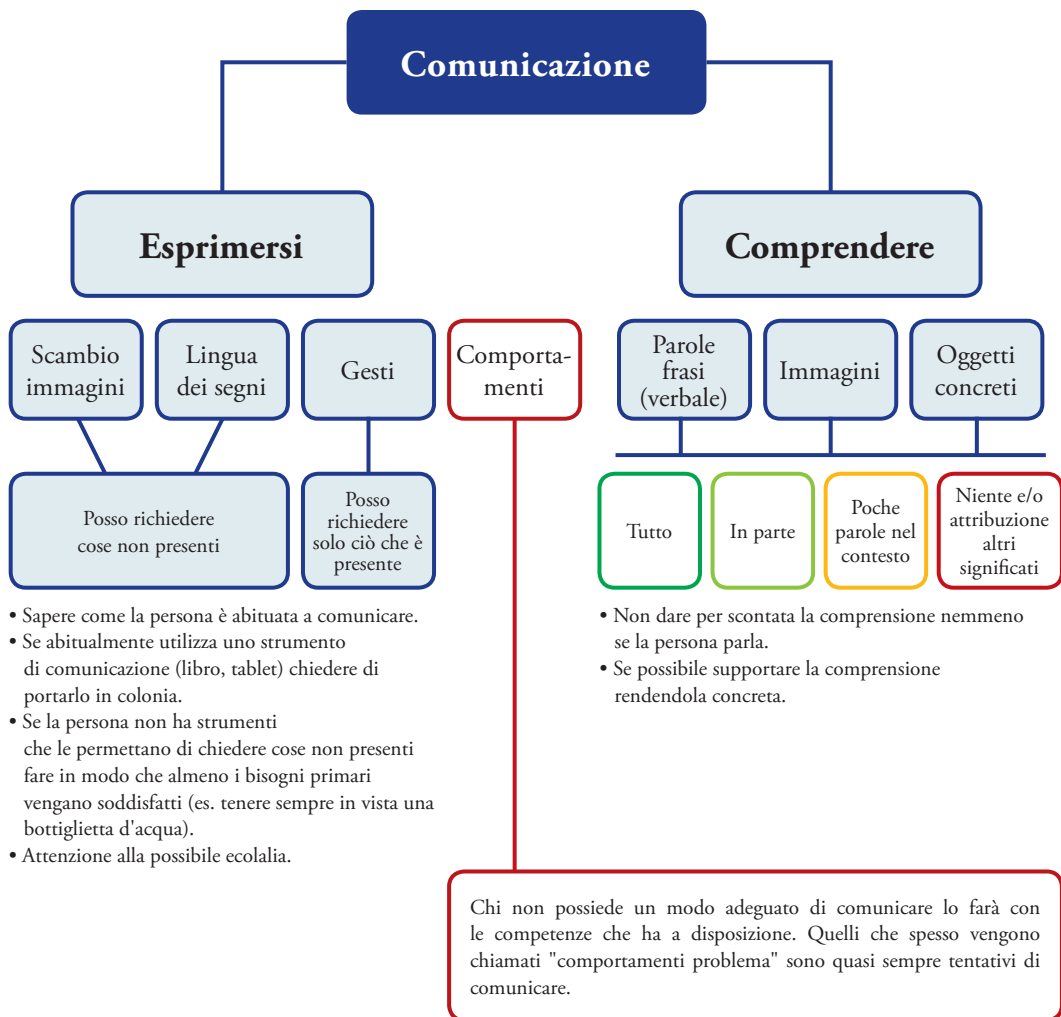 Comunicazione
Esprimersi
Comprendere
Scambio
immagini
Lingua
dei segni
Gesti
Comporta-
menti
Parole
frasi
(verbale)
Immagini
Oggetti
concreti
Posso richiedere
cose non presenti
Posso
richiedere
solo ciò che è
presente
Tutto
In parte
Poche
parole nel
contesto
Niente e/o
attribuzione
altri
significati
• Sapere come la persona è abituata a comunicare.
• Se abitualmente utilizza uno strumento
di comunicazione (libro, tablet) chiedere di
portarlo in colonia.
• Se la persona non ha strumenti
che le permettano di chiedere cose non presenti
fare in modo che almeno i bisogni primari
vengano soddisfatti (es. tenere sempre in vista una
bottiglietta d'acqua).
• Attenzione alla possibile ecolalia.
• Non dare per scontata la comprensione nemmeno
se la persona parla.
• Se possibile supportare la comprensione
rendendola concreta.
Chi non possiede un modo adeguato di comunicare lo farà con
le competenze che ha a disposizione. Quelli che spesso vengono
chiamati "comportamenti problema" sono quasi sempre tentativi di
comunicare.